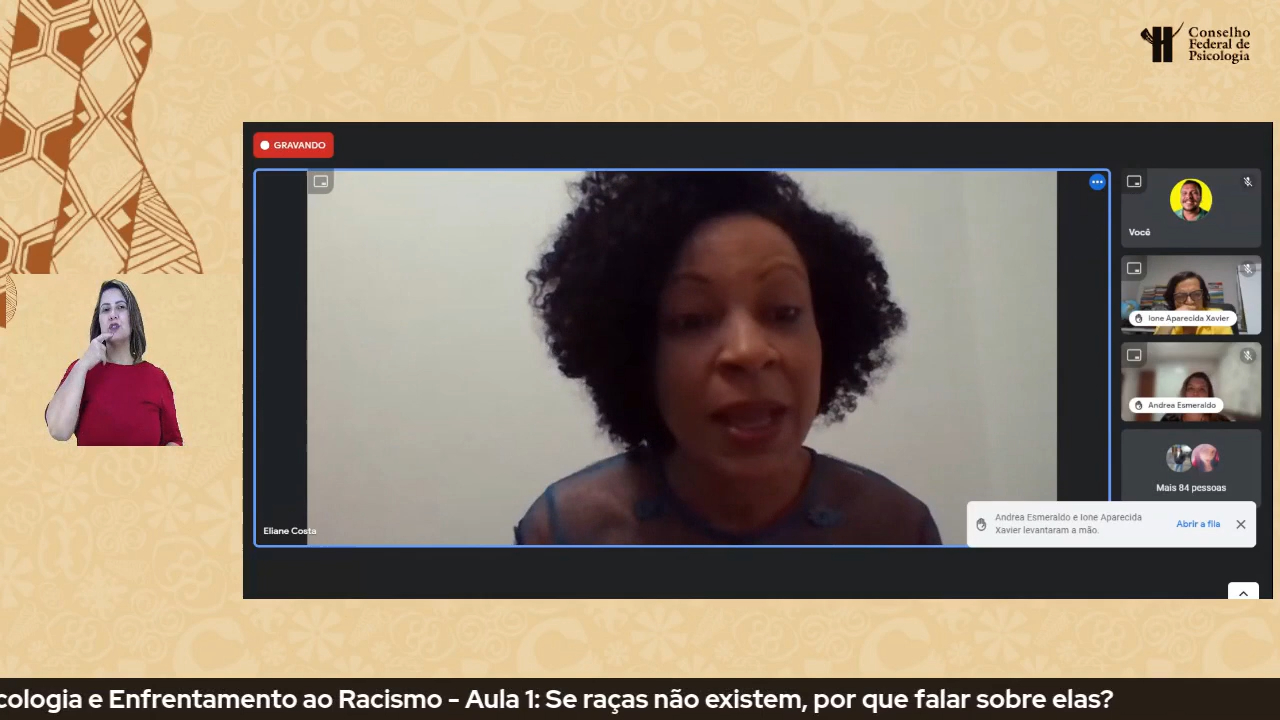 Conselho
Federal de
Psicologia
GRAVANDO
Você
Ione Aparecida Xavier
Andrea Esmeraldo
Mais 84 pessoas
Eliane Costa
Andrea Esmeraldo e Ione Aparecida
Xavier levantaram a mão.
Abrir a fila
cologia e Enfrentamento ao Racismo - Aula 1: Se raças não existem, por que falar sobre elas?